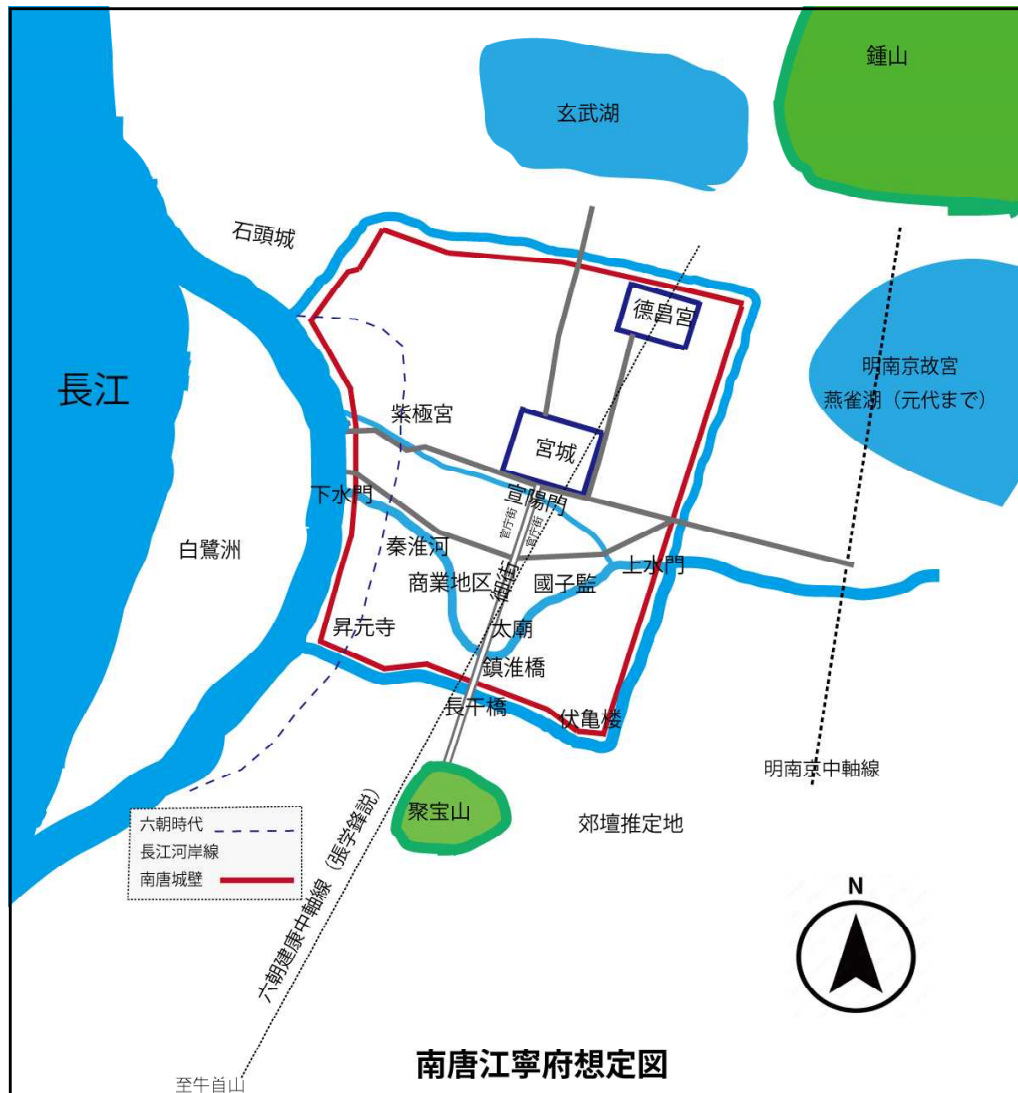 鍾山
玄武湖
石頭城
德昌宮
長江
明南京故宮
燕雀湖（元代まで）
紫極宮
宮城
宣陽門
下水門
官庁街
官庁街
白鷺洲
秦淮河
上水門
商業地区
御街
國子監
昇元寺
太廟
鎮淮橋
長干橋
伏亀楼
明南京中軸線
聚宝山
郊壇推定地
六朝時代
長江河岸線
南唐城壁
六朝建康中軸線（張学鋒説）
N
南唐江寧府想定図
至牛首山